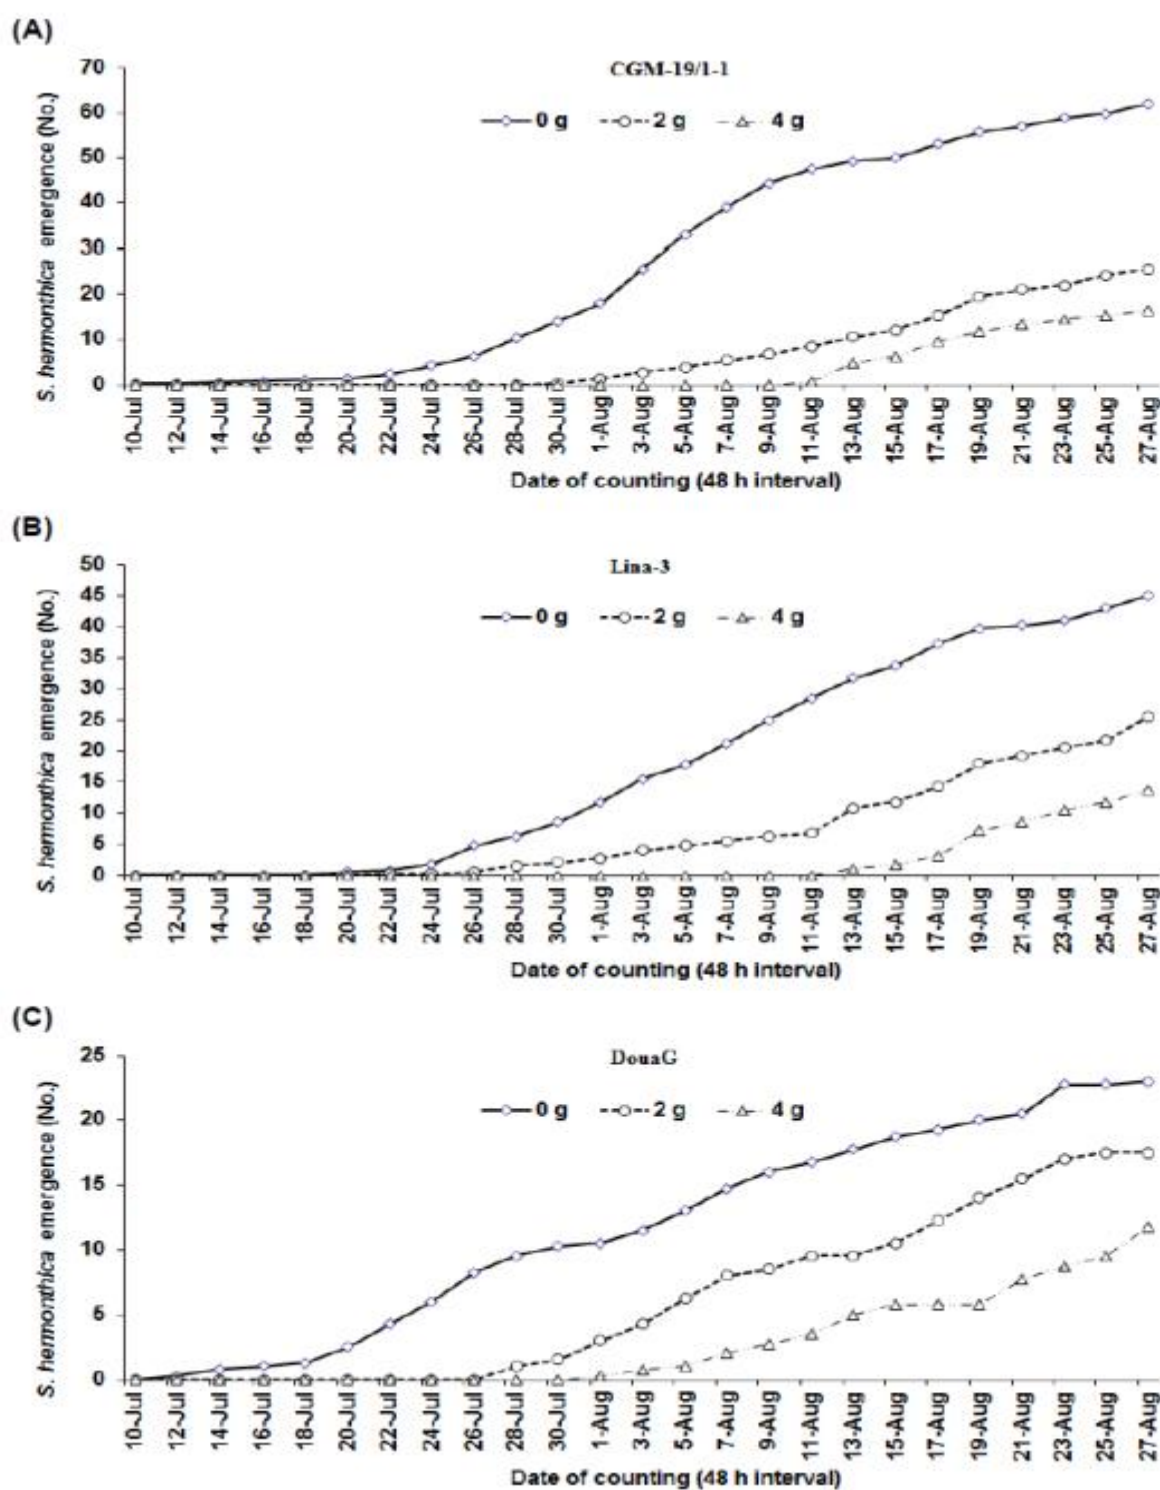 (A)
CGM-19/1-1
0 g 2 g 4 g
S. hermonthica emergence (No.)
70
60
50
40
30
20
10
0
10-Jul 12-Jul 14-Jul 16-Jul 18-Jul 20-Jul 22-Jul 24-Jul 26-Jul 28-Jul 30-Jul 1-Aug 3-Aug 5-Aug 7-Aug 9-Aug 11-Aug 13-Aug 15-Aug 17-Aug 19-Aug 21-Aug 23-Aug 25-Aug 27-Aug
Date of counting (48 h interval)
(B)
Lina-3
0 g 2 g 4 g
S. hermonthica emergence (No.)
50
45
40
35
30
25
20
15
10
5
0
10-Jul 12-Jul 14-Jul 16-Jul 18-Jul 20-Jul 22-Jul 24-Jul 26-Jul 28-Jul 30-Jul 1-Aug 3-Aug 5-Aug 7-Aug 9-Aug 11-Aug 13-Aug 15-Aug 17-Aug 19-Aug 21-Aug 23-Aug 25-Aug 27-Aug
Date of counting (48 h interval)
(C)
DouaG
0 g 2 g 4 g
S. hermonthica emergence (No.)
25
20
15
10
5
0
10-Jul 12-Jul 14-Jul 16-Jul 18-Jul 20-Jul 22-Jul 24-Jul 26-Jul 28-Jul 30-Jul 1-Aug 3-Aug 5-Aug 7-Aug 9-Aug 11-Aug 13-Aug 15-Aug 17-Aug 19-Aug 21-Aug 23-Aug 25-Aug 27-Aug
Date of counting (48 h interval)